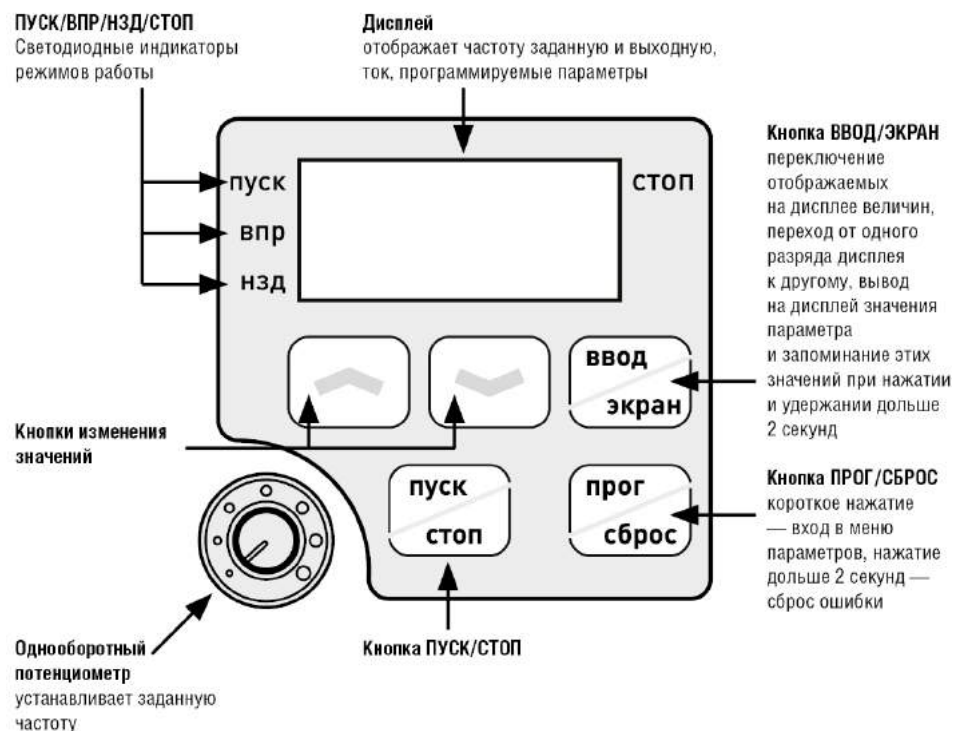 ПУСК/ВПР/НЗД/СТОП
Светодиодные индикаторы
режимов работы
Дисплей
отображает частоту заданную и выходную,
ток, программируемые параметры
пуск
впр
нзд
стоп
Кнопка ВВОД/ЭКРАН
переключение
отображаемых
на дисплее величин,
переход от одного
разряда дисплея
к другому, вывод
на дисплей значения
параметра
и запоминание этих
значений при нажатии
и удержании дольше
2 секунд
ввод
экран
Кнопки изменения
значений
пуск
стоп
прог
сброс
Кнопка ПРОГ/СБРОС
короткое нажатие
— вход в меню
параметров, нажатие
дольше 2 секунд —
сброс ошибки
Однооборотный
потенциометр
устанавливает заданную
частоту
Кнопка ПУСК/СТОП